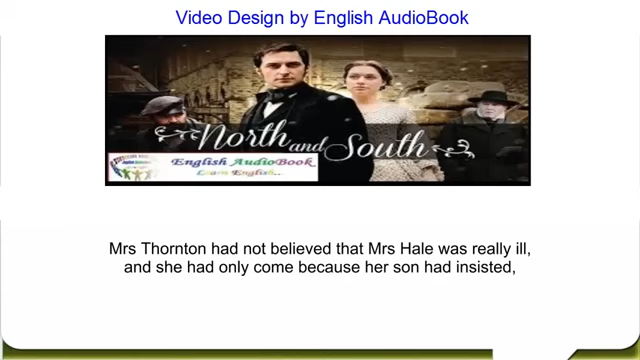 Video Design by English AudioBook
North and South
English AudioBook
Learn English...
Mrs Thornton had not believed that Mrs Hale was really ill,
and she had only come because her son had insisted,